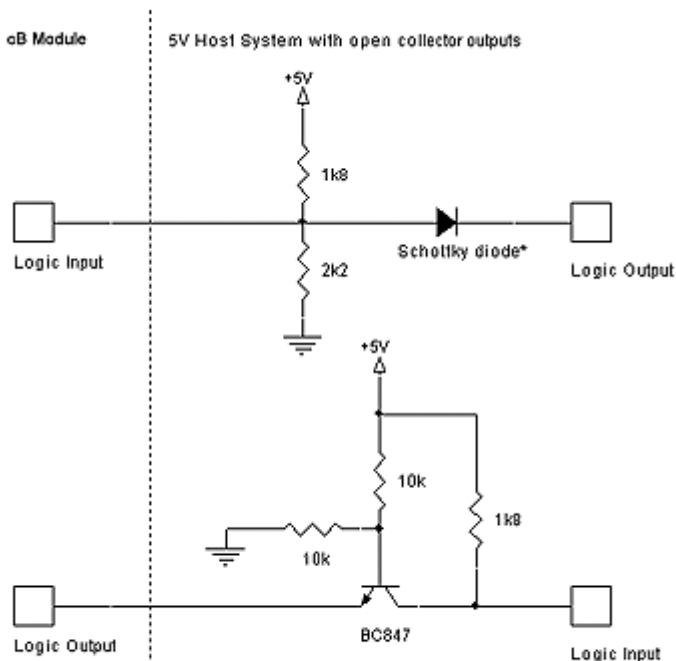 oB Module
5V Host System with open collector outputs
+5V
1k8
Schottky diode*
Logic Input
Logic Output
2k2
+5V
10k
1k8
10k
BC847
Logic Output
Logic Input